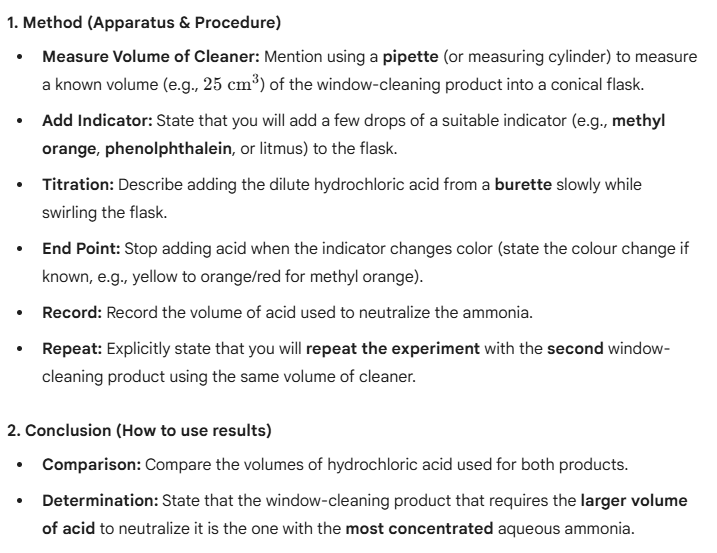 1. Method (Apparatus & Procedure)
• Measure Volume of Cleaner: Mention using a pipette (or measuring cylinder) to measure
a known volume (e.g., 25 cm³) of the window-cleaning product into a conical flask.
• Add Indicator: State that you will add a few drops of a suitable indicator (e.g., methyl
orange, phenolphthalein, or litmus) to the flask.
• Titration: Describe adding the dilute hydrochloric acid from a burette slowly while
swirling the flask.
• End Point: Stop adding acid when the indicator changes color (state the colour change if
known, e.g., yellow to orange/red for methyl orange).
• Record: Record the volume of acid used to neutralize the ammonia.
• Repeat: Explicitly state that you will repeat the experiment with the second window-
cleaning product using the same volume of cleaner.
2. Conclusion (How to use results)
• Comparison: Compare the volumes of hydrochloric acid used for both products.
• Determination: State that the window-cleaning product that requires the larger volume
of acid to neutralize it is the one with the most concentrated aqueous ammonia.